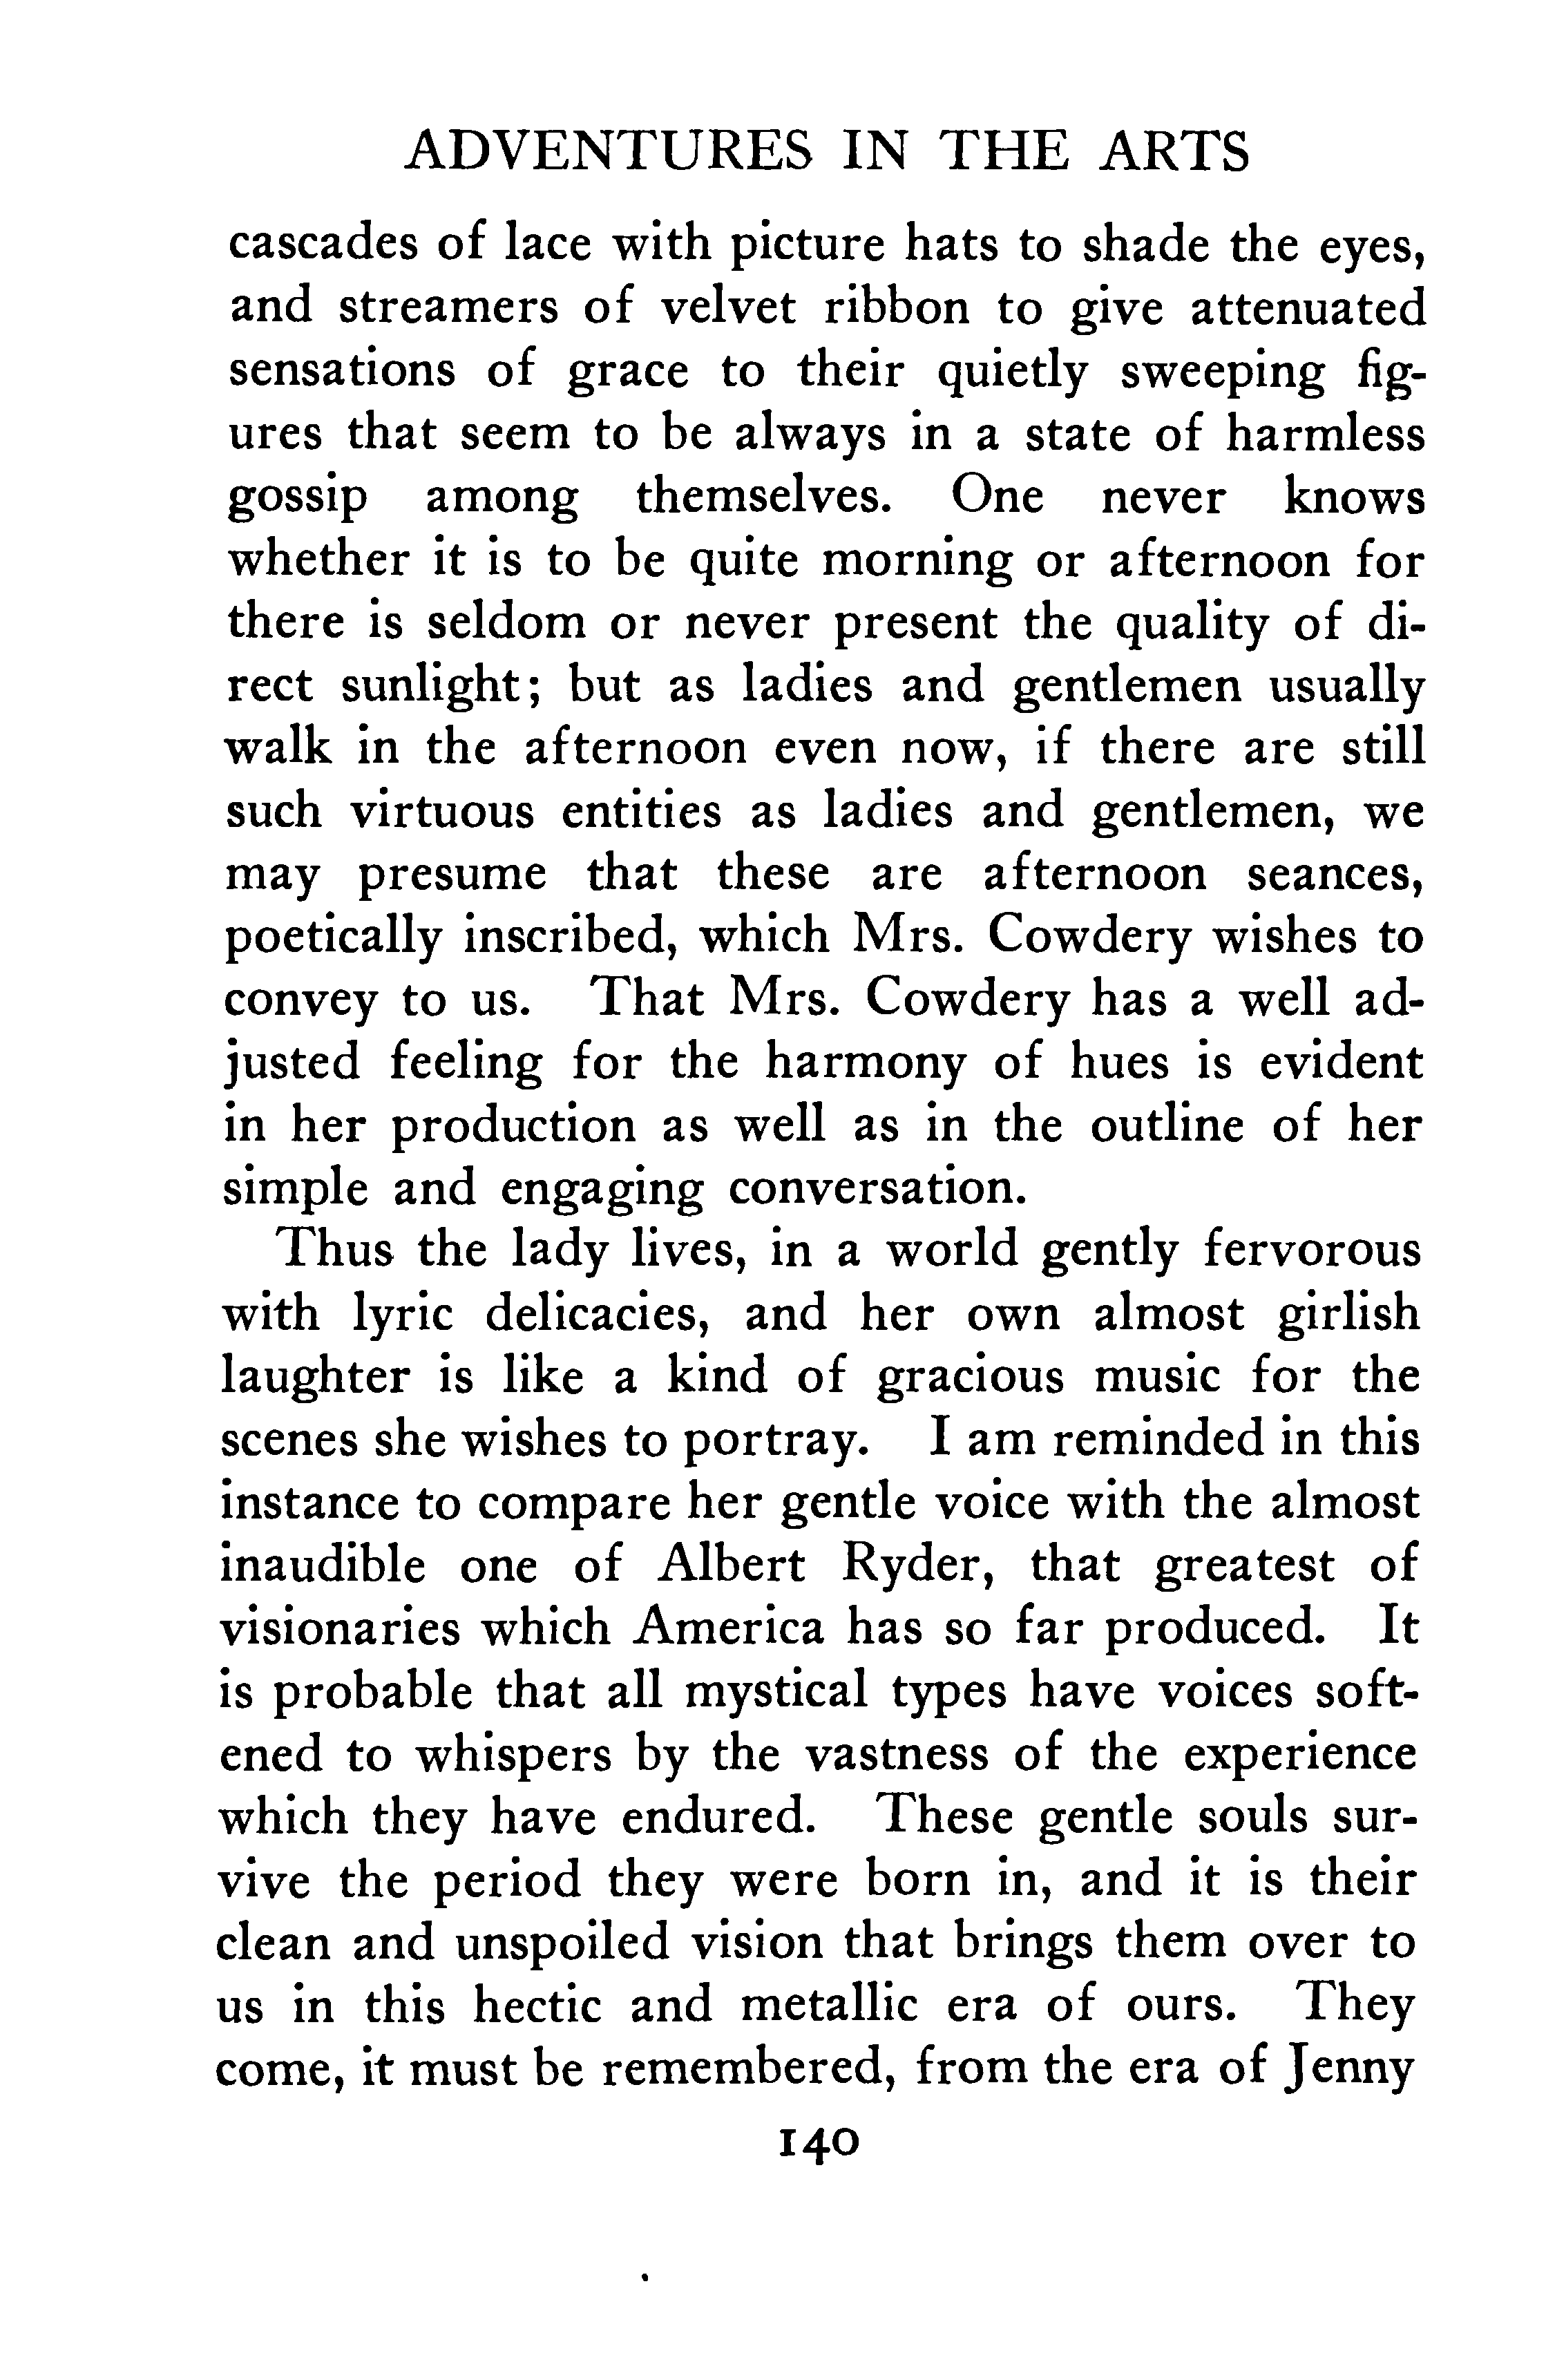 ADVENTURES IN THE ARTS
cascades of lace with picture hats to shade the eyes,
and streamers of velvet ribbon to give attenuated
sensations of grace to their quietly sweeping fig-
ures that seem to be always in a state of harmless
gossip among themselves. One never knows
whether it is to be quite morning or afternoon for
there is seldom or never present the quality of di-
rect sunlight; but as ladies and gentlemen usually
walk in the afternoon even now, if there are still
such virtuous entities as ladies and gentlemen, we
may presume that these are afternoon seances,
poetically inscribed, which Mrs. Cowdery wishes to
convey to us. That Mrs. Cowdery has a well ad-
justed feeling for the harmony of hues is evident
in her production as well as in the outline of her
simple and engaging conversation.
Thus the lady lives, in a world gently fervorous
with lyric delicacies, and her own almost girlish
laughter is like a kind of gracious music for the
scenes she wishes to portray. I am reminded in this
instance to compare her gentle voice with the almost
inaudible one of Albert Ryder, that greatest of
visionaries which America has so far produced. It
is probable that all mystical types have voices soft-
ened to whispers by the vastness of the experience
which they have endured. These gentle souls sur-
vive the period they were born in, and it is their
clean and unspoiled vision that brings them over to
us in this hectic and metallic era of ours. They
come, it must be remembered, from the era of Jenny
140